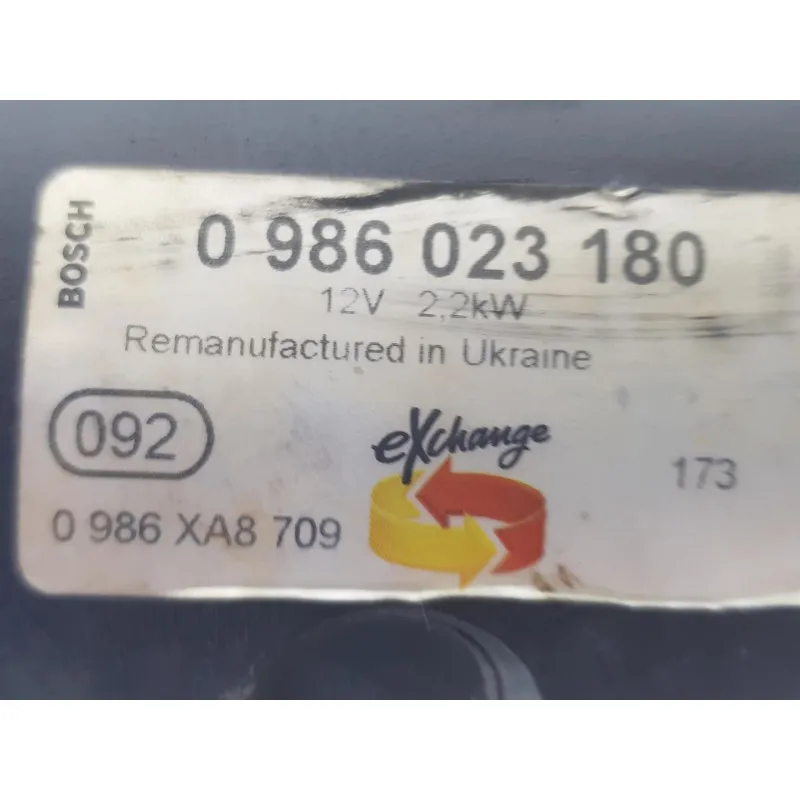 BOSCH
0 986 023 180
12V 2,2kW
Remanufactured in Ukraine
092
eXchange
173
0 986 XA8 709